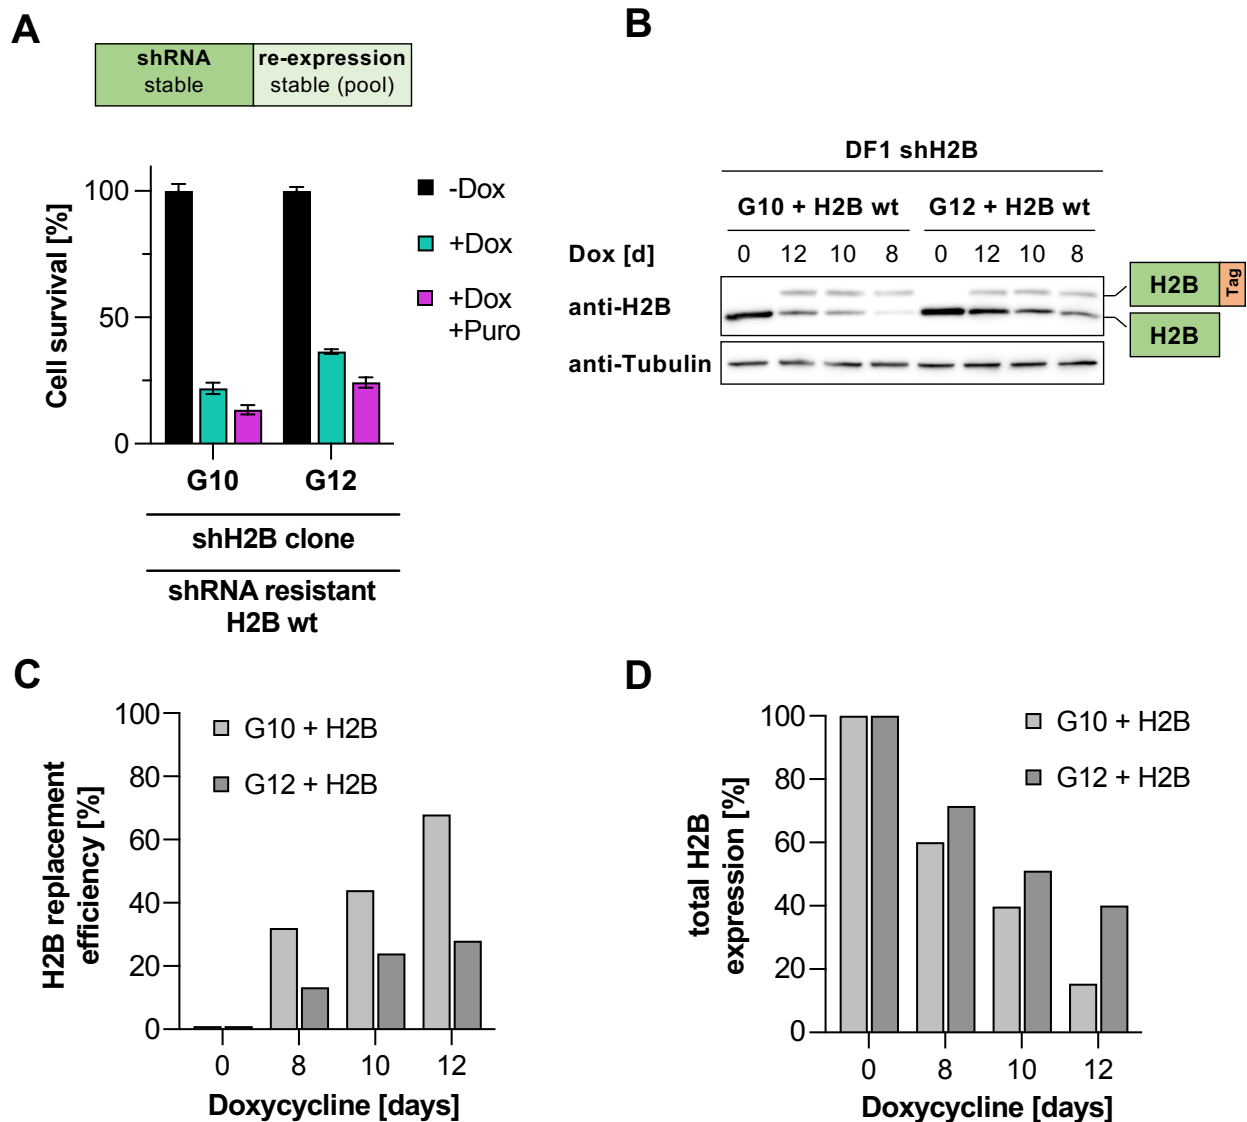 A
shRNA
stable
re-expression
stable (pool)
Cell survival [%]
100
50
0
-Dox
+Dox
+Dox
+Puro
G10
G12
shH2B clone
shRNA resistant
H2B wt
B
DF1 shH2B
G10 + H2B wt
G12 + H2B wt
Dox [d]
0 12 10 8 0 12 10 8
anti-H2B
anti-Tubulin
H2B
Tag
H2B
C
H2B replacement
efficiency [%]
100
80
60
40
20
0
G10 + H2B
G12 + H2B
0 8 10 12
Doxycycline [days]
D
total H2B
expression [%]
100
80
60
40
20
0
G10 + H2B
G12 + H2B
0 8 10 12
Doxycycline [days]